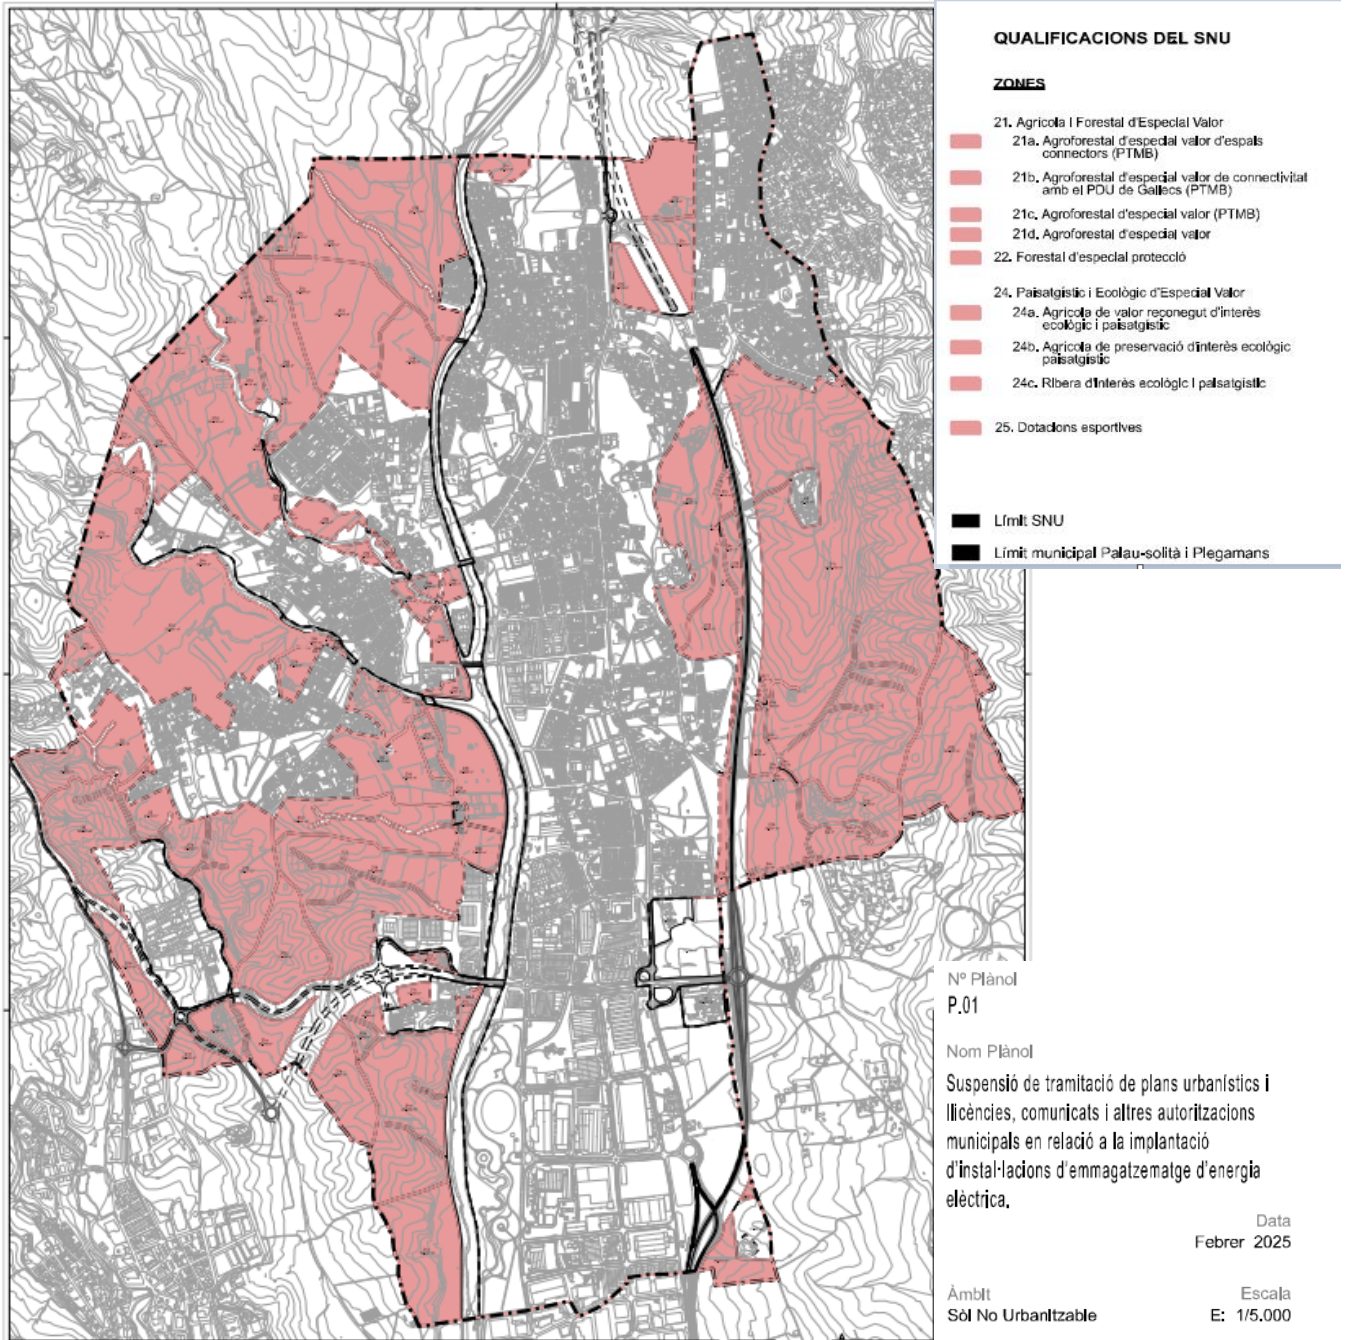 QUALIFICACIONS DEL SNU
ZONES
21. Agrícola i Forestal d'Especial Valor
21a. Agroforestal d'especial valor d'espais
connectors (PTMB)
21b. Agroforestal d'especial valor de connectivitat
amb el PDU de Gallecs (PTMB)
21c. Agroforestal d'especial valor (PTMB)
21d. Agroforestal d'especial valor
22. Forestal d'especial protecció
24. Paisatgístic i Ecològic d'Especial Valor
24a. Agrícola de valor reconegut d'interès
ecològic i paisatgístic
24b. Agrícola de preservació d'interès ecològic
paisatgístic
24c. Ribera d'interès ecològic i paisatgístic
25. Dotacions esportives
Límit SNU
Límit municipal Palau-solità i Plegamans
Nº Plànol
P.01
Nom Plànol
Suspensió de tramitació de plans urbanístics i
llicències, comunicats i altres autoritzacions
municipals en relació a la implantació
d'instal·lacions d'emmagatzematge d'energia
elèctrica.
Data
Febrer 2025
Àmbit
Escala
Sòl No Urbanitzable
E: 1/5.000